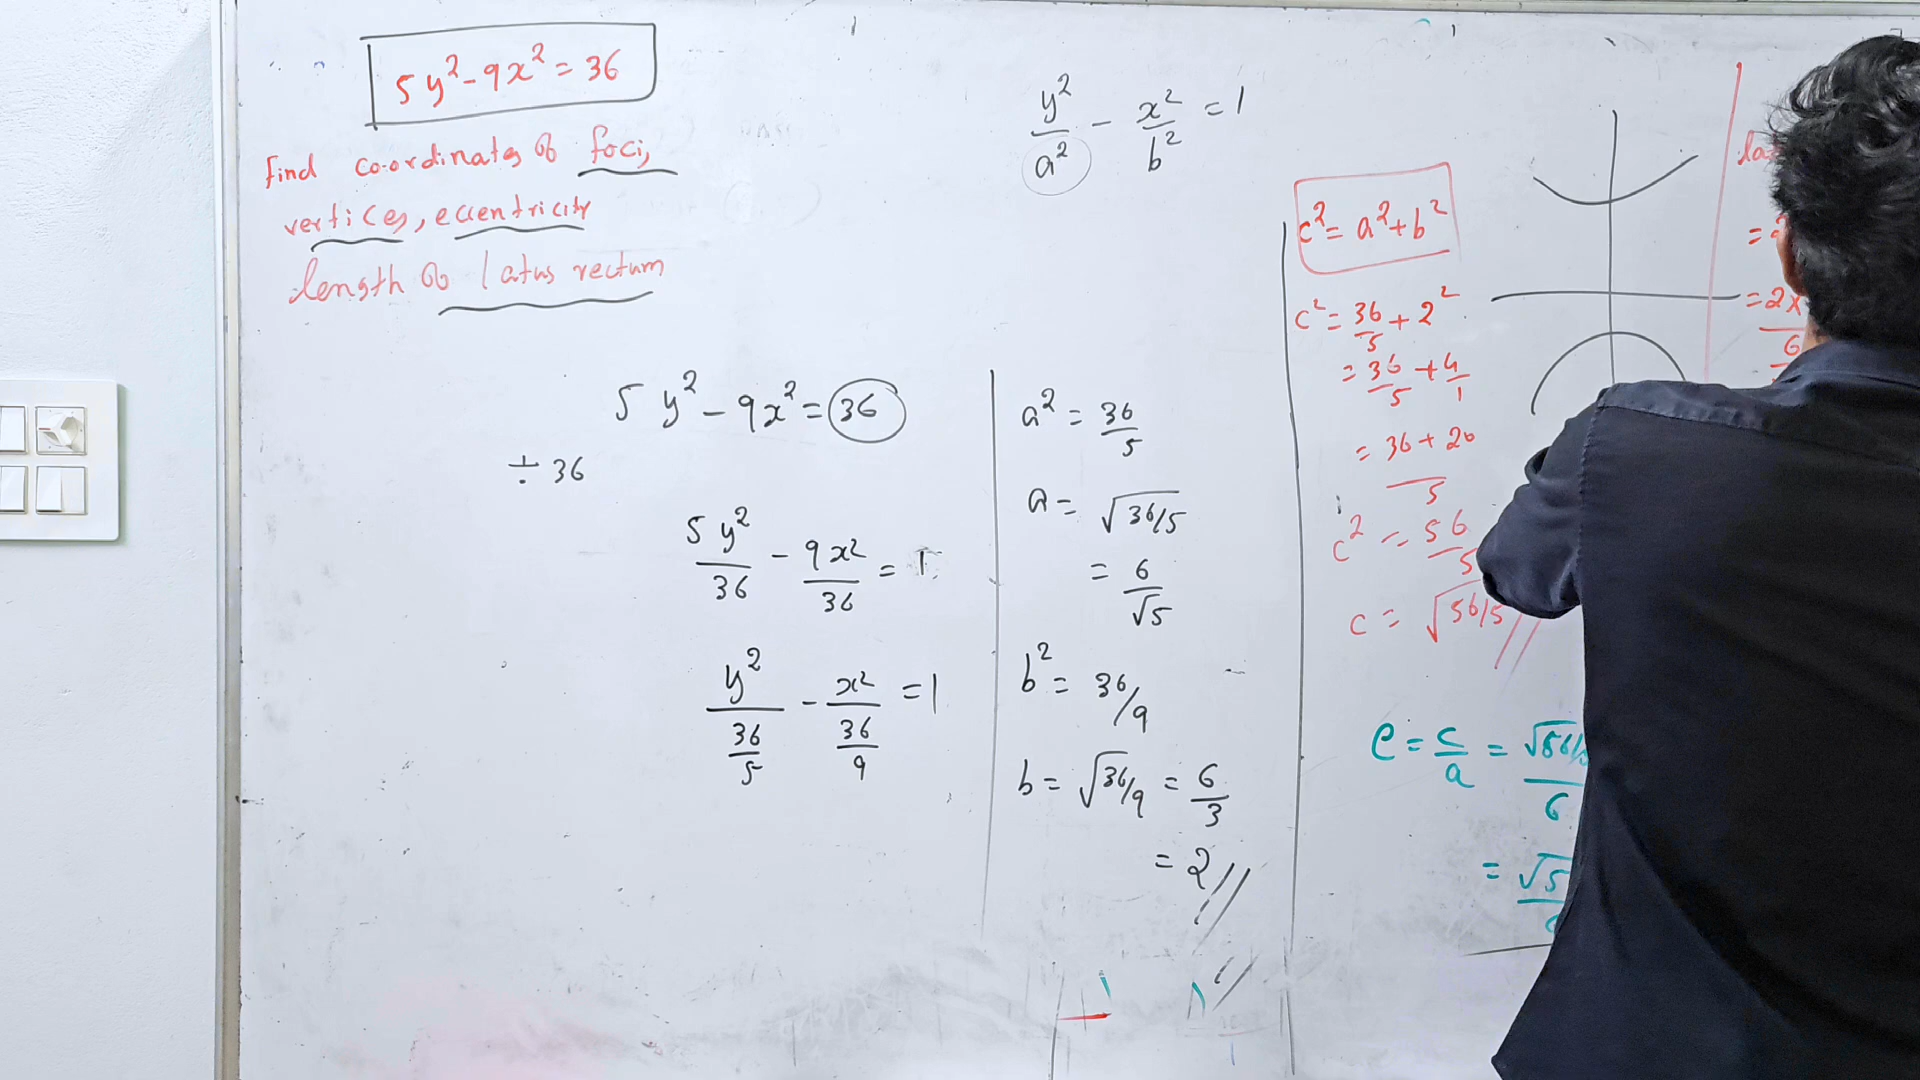 5y² - 9x² = 36
find co-ordinates of foci,
vertices, eccentricity
length of latus rectum
5y² - 9x² = 36
÷ 36
5y²/36 - 9x²/36 = 1
y²/(36/5) - x²/(36/9) = 1
y²/a² - x²/b² = 1
a² = 36/5
a = √36/5
= 6/√5
b² = 36/9
b = √36/9 = 6/3
= 2
c² = a² + b²
c² = 36/5 + 2²
= 36/5 + 4/1
= 36 + 20/5
c² = 56/5
c = √56/5
e = c/a = √56/5/6
= √5
la
=
= 2x
6